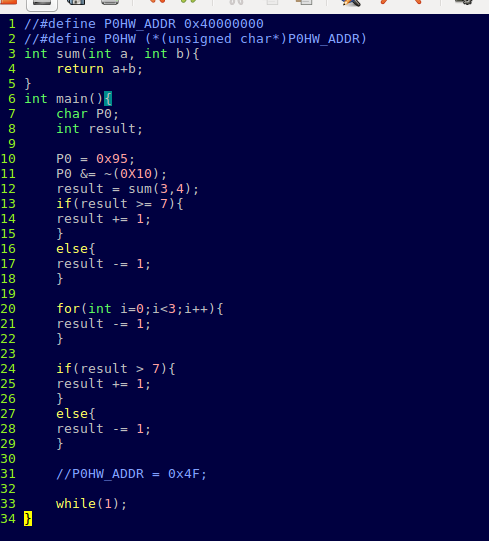 1 //#define P0HW_ADDR 0x40000000
2 //#define P0HW (*(unsigned char*)P0HW_ADDR)
3 int sum(int a, int b){
4     return a+b;
5 }
6 int main(){
7     char P0;
8     int result;
9
10     P0 = 0x95;
11     P0 &= ~(0X10);
12     result = sum(3,4);
13     if(result >= 7){
14     result += 1;
15     }
16     else{
17     result -= 1;
18     }
19
20     for(int i=0;i<3;i++){
21     result -= 1;
22     }
23
24     if(result > 7){
25     result += 1;
26     }
27     else{
28     result -= 1;
29     }
30
31     //P0HW_ADDR = 0x4F;
32
33     while(1);
34 }